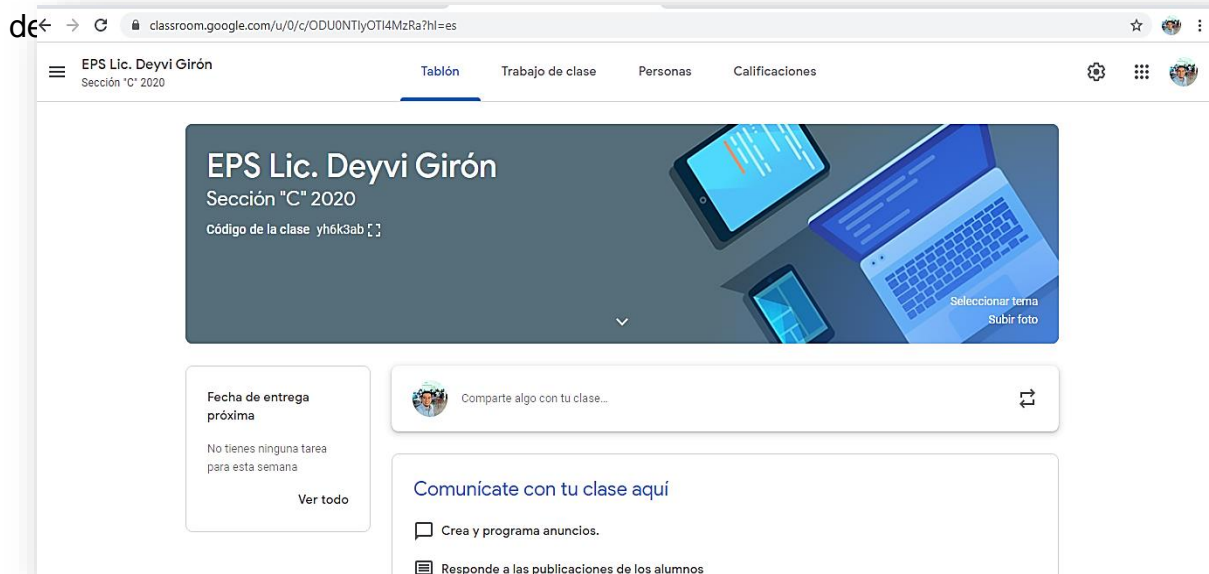 de
classroom.google.com/u/0/c/ODU0NTIyOTI4MzRa?hl=es
EPS Lic. Deyvi Girón
Sección "C" 2020
Tablón Trabajo de clase Personas Calificaciones
EPS Lic. Deyvi Girón
Sección "C" 2020
Código de la clase yh6k3ab
Seleccionar tema
Subir foto
Fecha de entrega
próxima
No tienes ninguna tarea
para esta semana
Ver todo
Comparte algo con tu clase...
Comunícate con tu clase aquí
Crea y programa anuncios.
Responde a las publicaciones de los alumnos